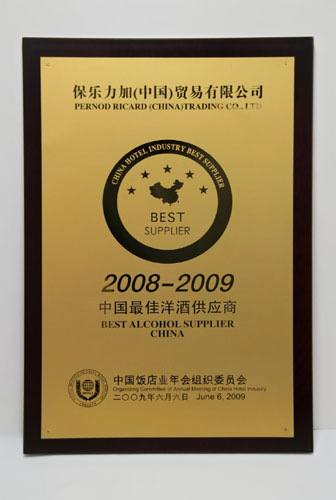 保乐力加(中国)贸易有限公司
PERNOD RICARD (CHINA)TRADING CO., LTD
CHINA HOTEL INDUSTRY BEST SUPPLIER
BEST
SUPPLIER
2008-2009
中国最佳洋酒供应商
BEST ALCOHOL SUPPLIER
CHINA
中国饭店业年会组织委员会
Organizing Committee of Annual Meeting of China Hotel Industry
二〇〇九年六月六日 June 6, 2009